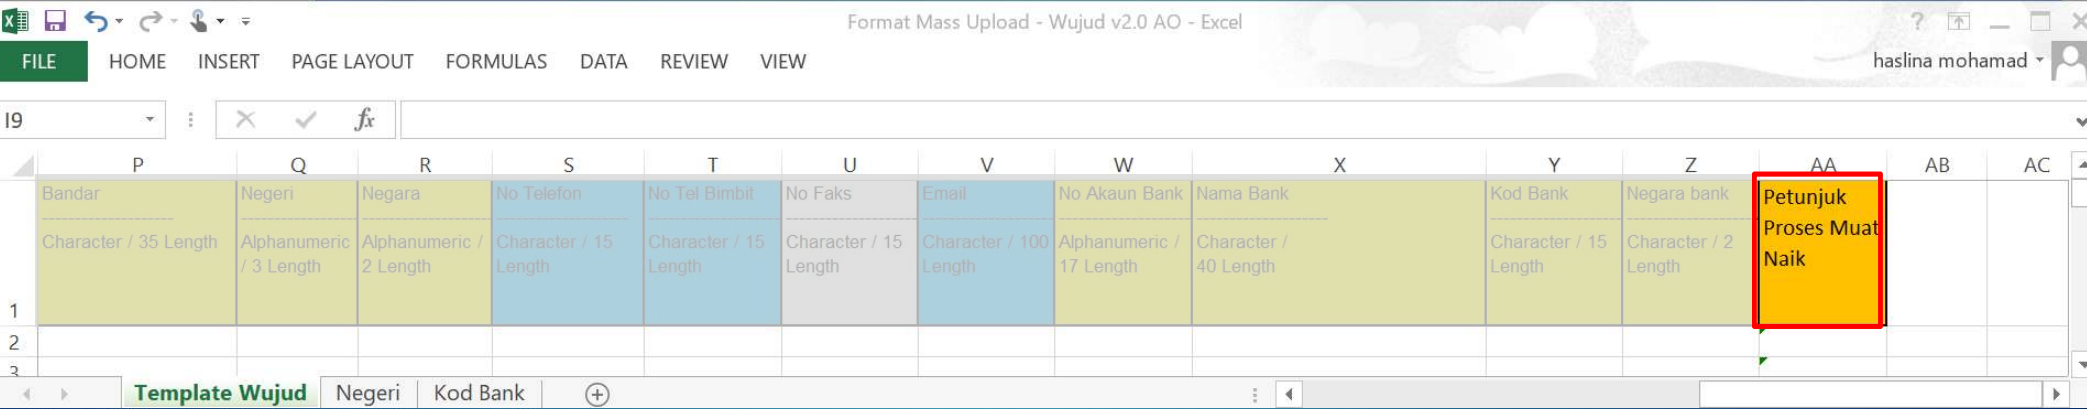 Format Mass Upload - Wujud v2.0 AO - Excel
?
FILE HOME INSERT PAGE LAYOUT FORMULAS DATA REVIEW VIEW
haslina mohamad
I9
fx
P Q R S T U V W X Y Z AA AB AC
Bandar
--------------------
Character / 35 Length
Negeri
Alphanumeric
/ 3 Length
Negara
Alphanumeric /
2 Length
No Telefon
Character / 15
Length
No Tel Bimbit
Character / 15
Length
No Faks
Character / 15
Length
Email
Character / 100
Length
No Akaun Bank
Alphanumeric /
17 Length
Nama Bank
Character /
40 Length
Kod Bank
Character / 15
Length
Negara bank
Character / 2
Length
Petunjuk
Proses Muat
Naik
1
2
3
Template Wujud Negeri Kod Bank